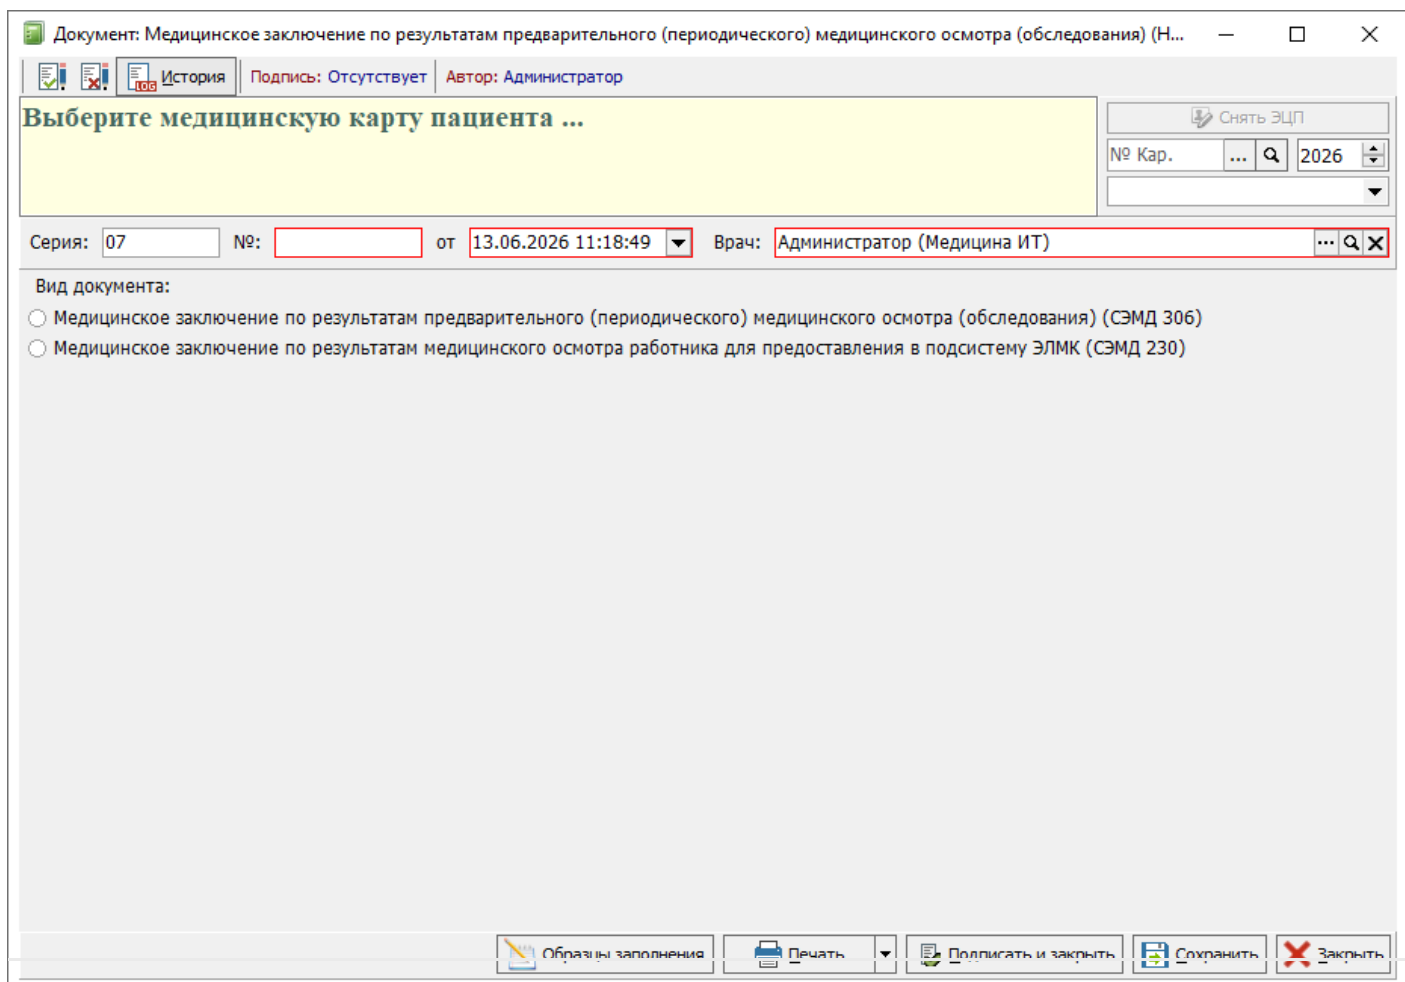 Документ: Медицинское заключение по результатам предварительного (периодического) медицинского осмотра (обследования) (Н...
История Подпись: Отсутствует Автор: Администратор
LOG
Выберите медицинскую карту пациента ...
Снять ЭЦП
№ Кар. ... 2026
Серия: 07 №: от 13.06.2026 11:18:49 Врач: Администратор (Медицина ИТ) ...
Вид документа:
Медицинское заключение по результатам предварительного (периодического) медицинского осмотра (обследования) (СЭМД 306)
Медицинское заключение по результатам медицинского осмотра работника для предоставления в подсистему ЭЛМК (СЭМД 230)
Образцы заполнения Печать Подписать и закрыть Сохранить Закрыть